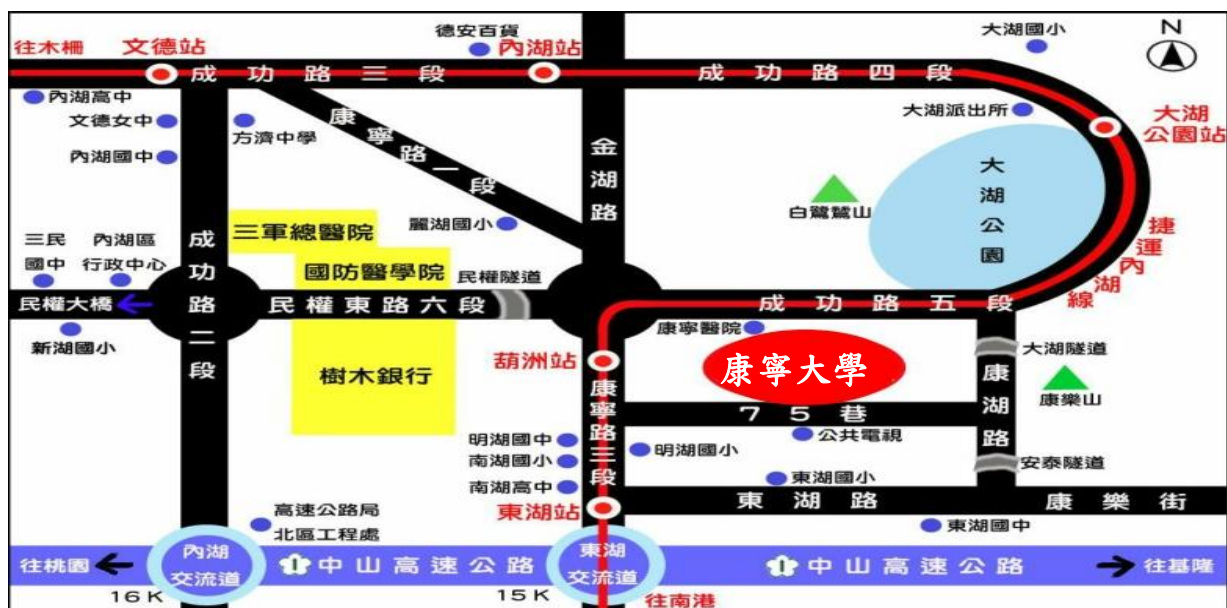 往木柵
文德站
德安百貨
內湖站
大湖國小
N
成功路三段
成功路四段
內湖高中
文德女中
方濟中學
康寧路一段
金湖路
大湖派出所
大湖
公園站
內湖國中
大湖公園
白鷺鷥山
麗湖國小
三軍總醫院
國防醫學院
民權隧道
捷運內湖線
三民
國中
內湖區
行政中心
成功路二段
民權大橋
民權東路六段
成功路五段
新湖國小
康寧醫院
大湖隧道
葫洲站
康寧大學
樹木銀行
康寧路三段
康湖路
康樂山
75巷
明湖國中
明湖國小
公共電視
南湖國小
安泰隧道
南湖高中
東湖國小
東湖站
東湖路
康樂街
高速公路局
北區工程處
東湖國中
往桃園
內湖
交流道
1
中山高速公路
東湖
交流道
1
中山高速公路
往基隆
16K
15K
往南港